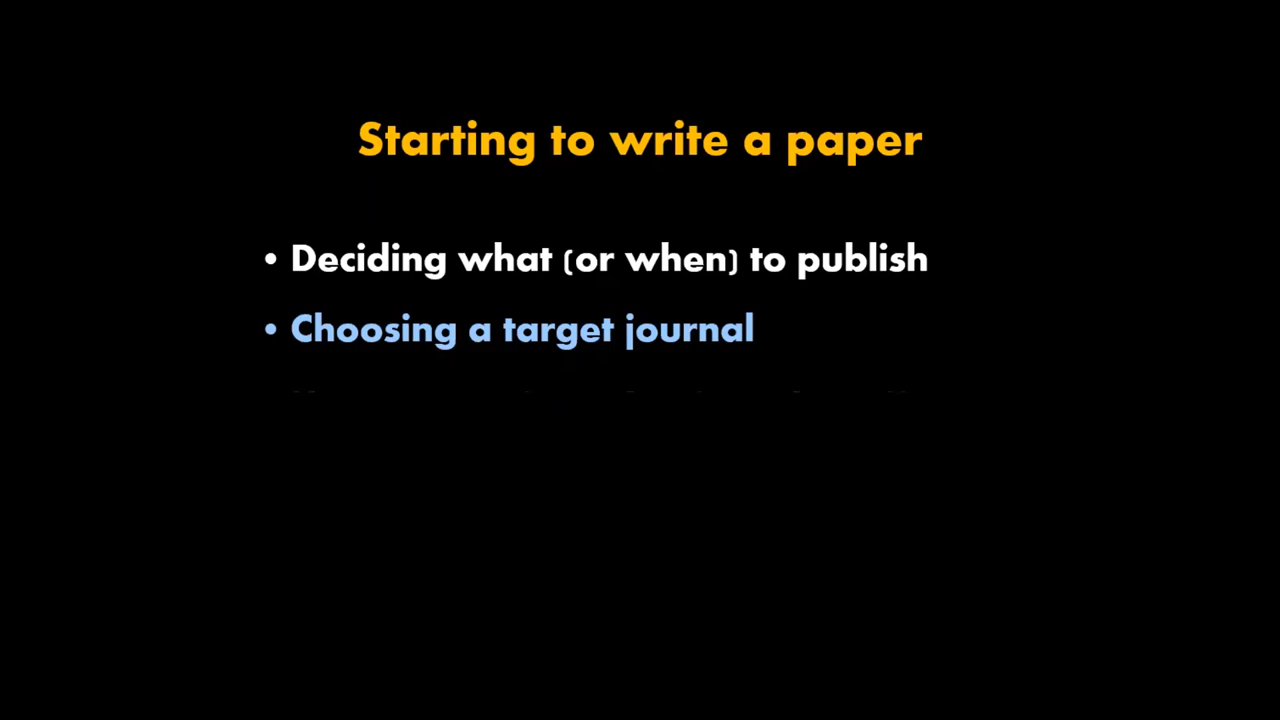 Starting to write a paper
• Deciding what (or when) to publish
• Choosing a target journal